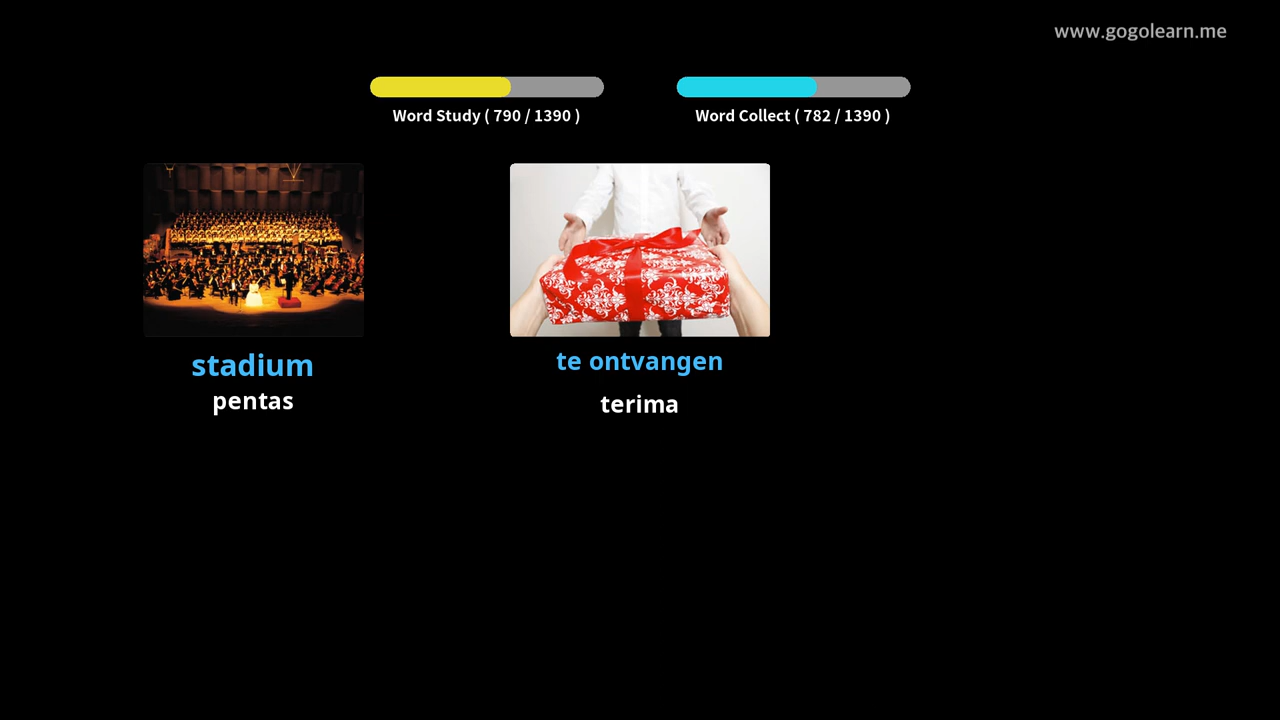 www.gogolearn.me
Word Study ( 790 / 1390 )
Word Collect ( 782 / 1390 )
stadium
pentas
te ontvangen
terima